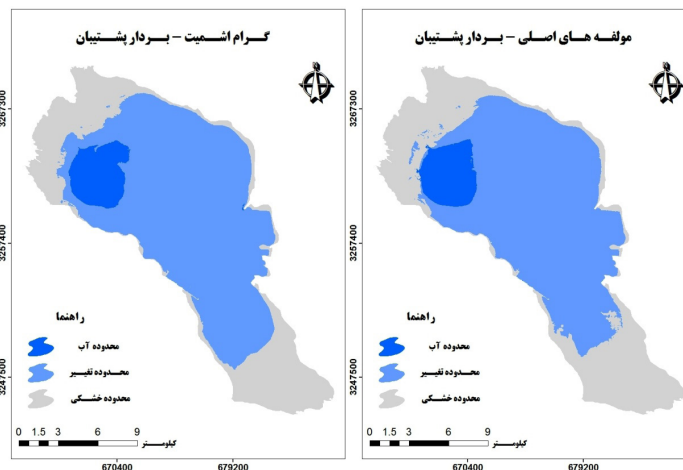 گرام اشمیت – بردار پشتیبان
3267300
3257400
3247500
راهنما
محدوده آب
محدوده تغییر
محدوده خشکی
0 1.5 3 6 9
کیلومتر
670400 679200
مولفه های اصلی – بردار پشتیبان
3267300
3257400
3247500
راهنما
محدوده آب
محدوده تغییر
محدوده خشکی
0 1.5 3 6 9
کیلومتر
670400 679200